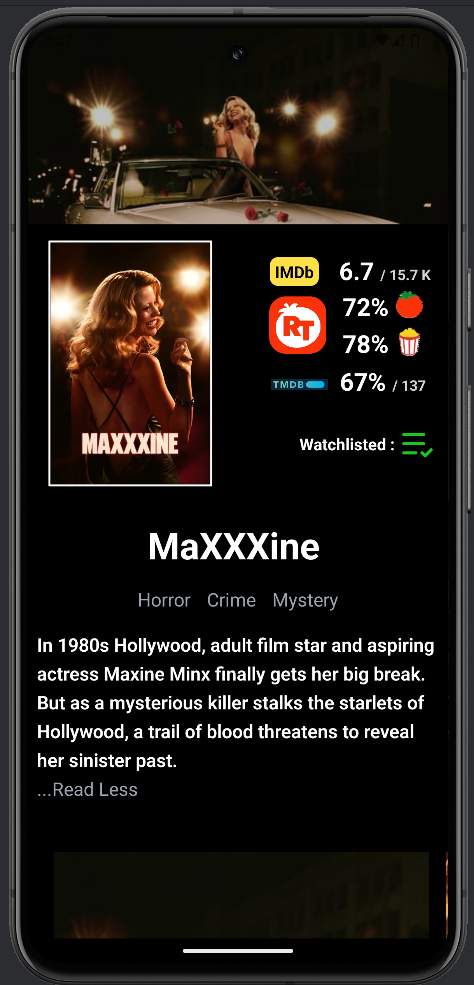 IMDb 6.7 / 15.7 K
72%
RT
78%
TMDB 67% / 137
MAXXXINE
Watchlisted :
MaXXXine
Horror Crime Mystery
In 1980s Hollywood, adult film star and aspiring
actress Maxine Minx finally gets her big break.
But as a mysterious killer stalks the starlets of
Hollywood, a trail of blood threatens to reveal
her sinister past.
...Read Less